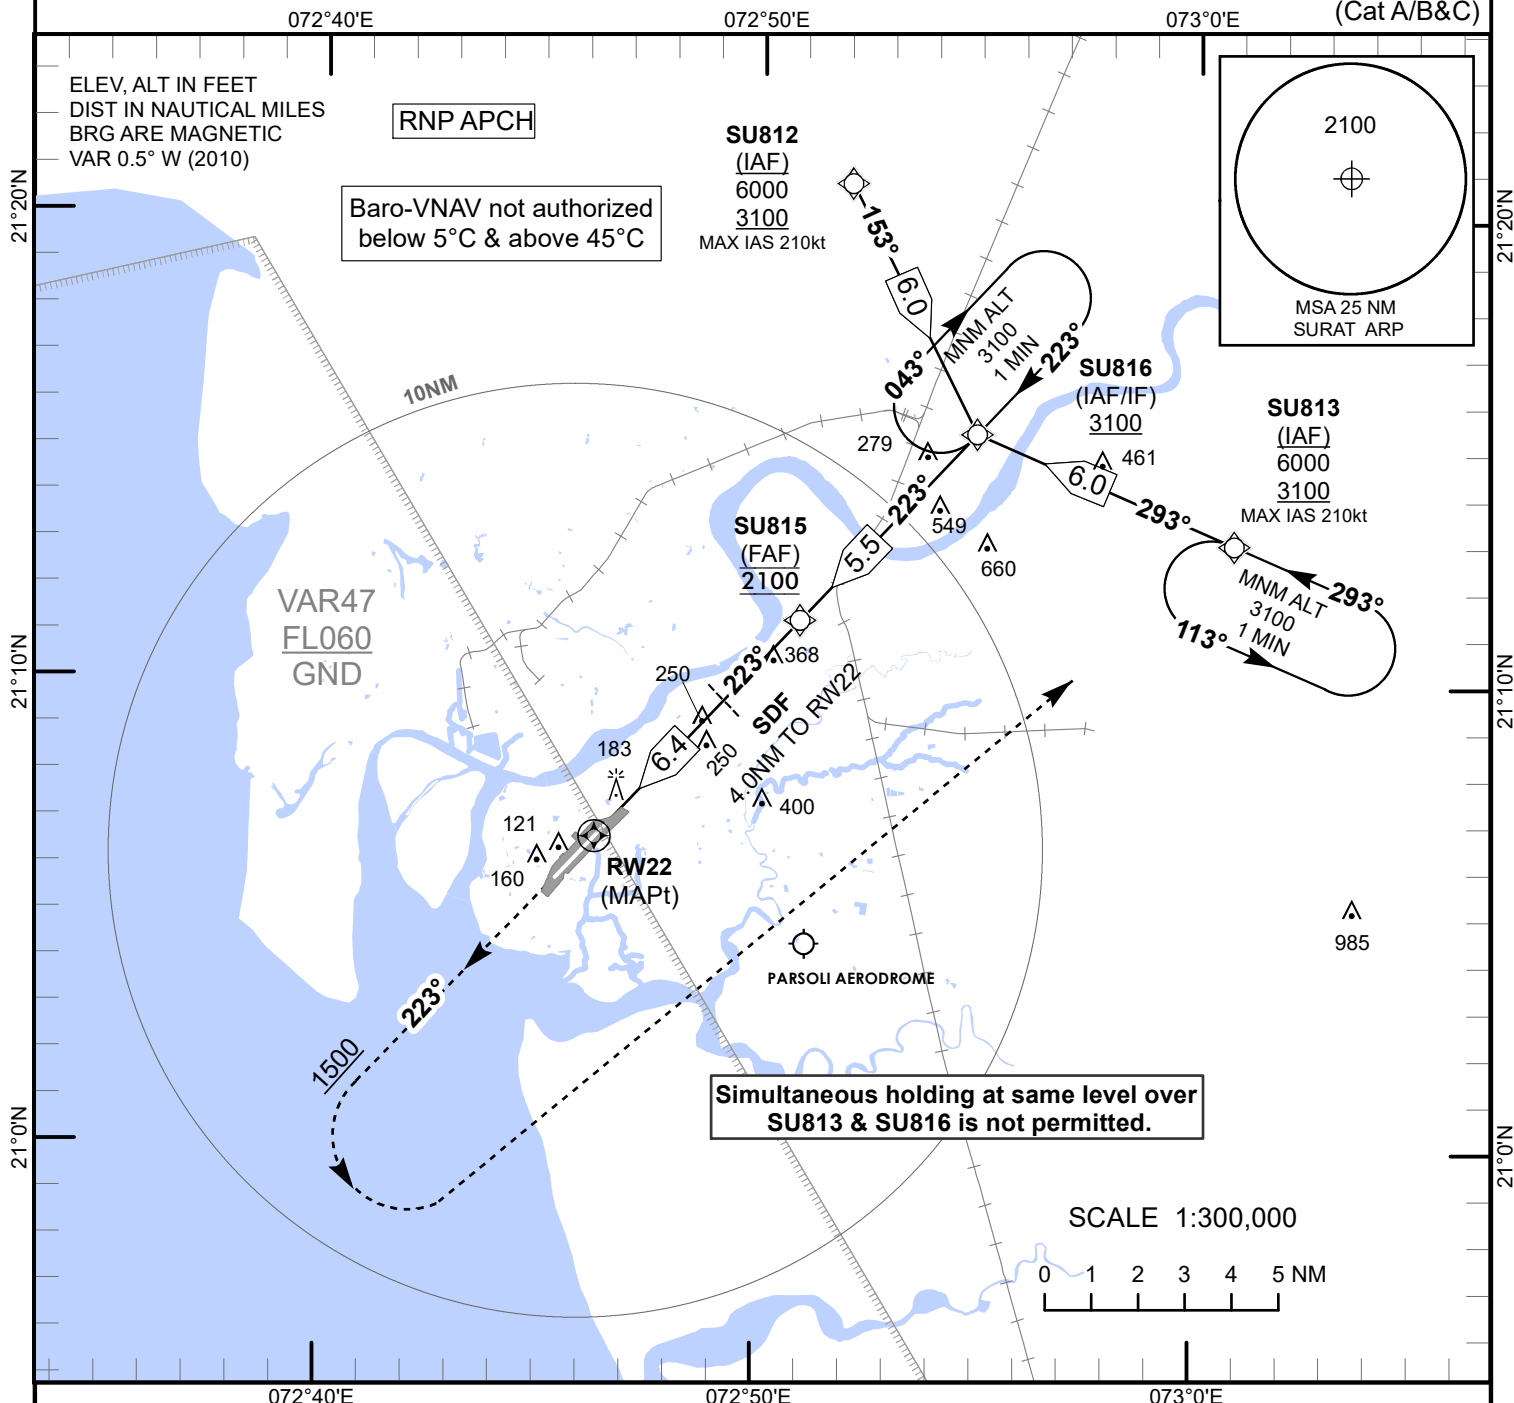 072°40'E
072°50'E
073°0'E
(Cat A/B&C)
ELEV, ALT IN FEET
DIST IN NAUTICAL MILES
BRG ARE MAGNETIC
VAR 0.5° W (2010)
RNP APCH
Baro-VNAV not authorized
below 5°C & above 45°C
SU812
(IAF)
6000
3100
MAX IAS 210kt
2100
MSA 25 NM
SURAT ARP
21°20'N
21°20'N
153°
6.0
MNM ALT
3100
1 MIN
043°
223°
10NM
SU816
(IAF/IF)
3100
SU813
(IAF)
6000
3100
MAX IAS 210kt
279
461
6.0
293°
223°
549
660
SU815
(FAF)
2100
5.5
MNM ALT
3100
1 MIN
293°
113°
VAR47
FL060
GND
21°10'N
21°10'N
368
250
223°
SDF
4.0NM TO RW22
250
6.4
183
400
121
160
RW22
(MAPt)
985
PARSOLI AERODROME
223°
1500
Simultaneous holding at same level over
SU813 & SU816 is not permitted.
21°0'N
21°0'N
SCALE 1:300,000
0 1 2 3 4 5 NM
072°40'E
072°50'E
073°0'E